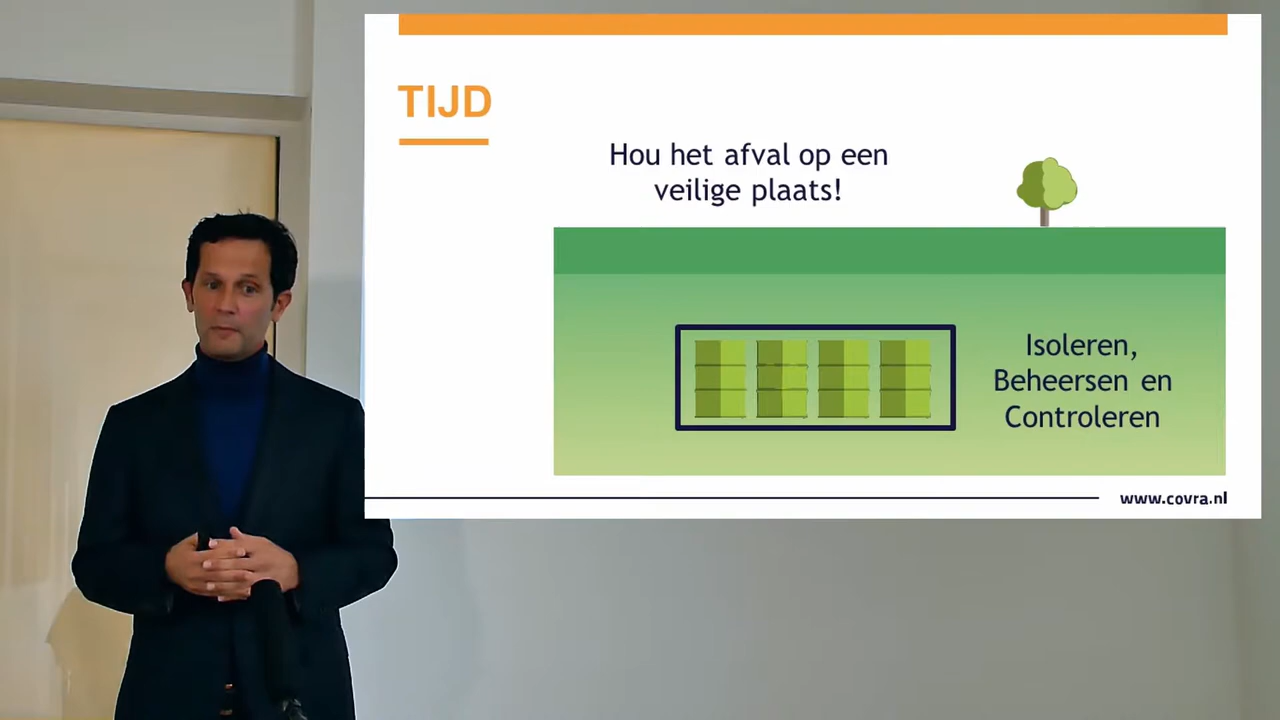 TIJD
Hou het afval op een
veilige plaats!
Isoleren,
Beheersen en
Controleren
www.covra.nl